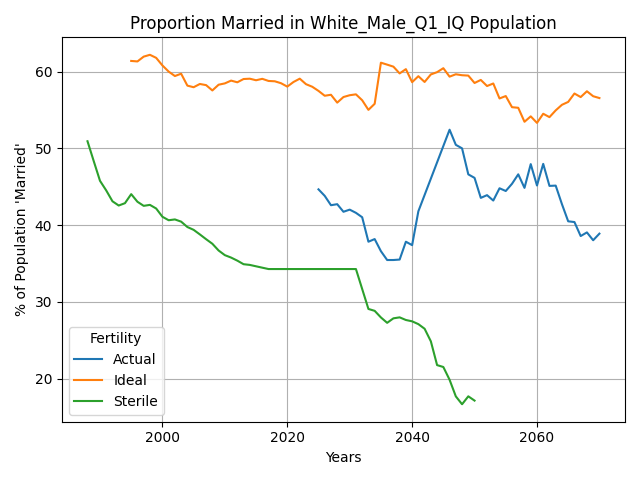 Proportion Married in White_Male_Q1_IQ Population
% of Population 'Married'
60
50
40
30
20
Fertility
Actual
Ideal
Sterile
2000
2020
2040
2060
Years